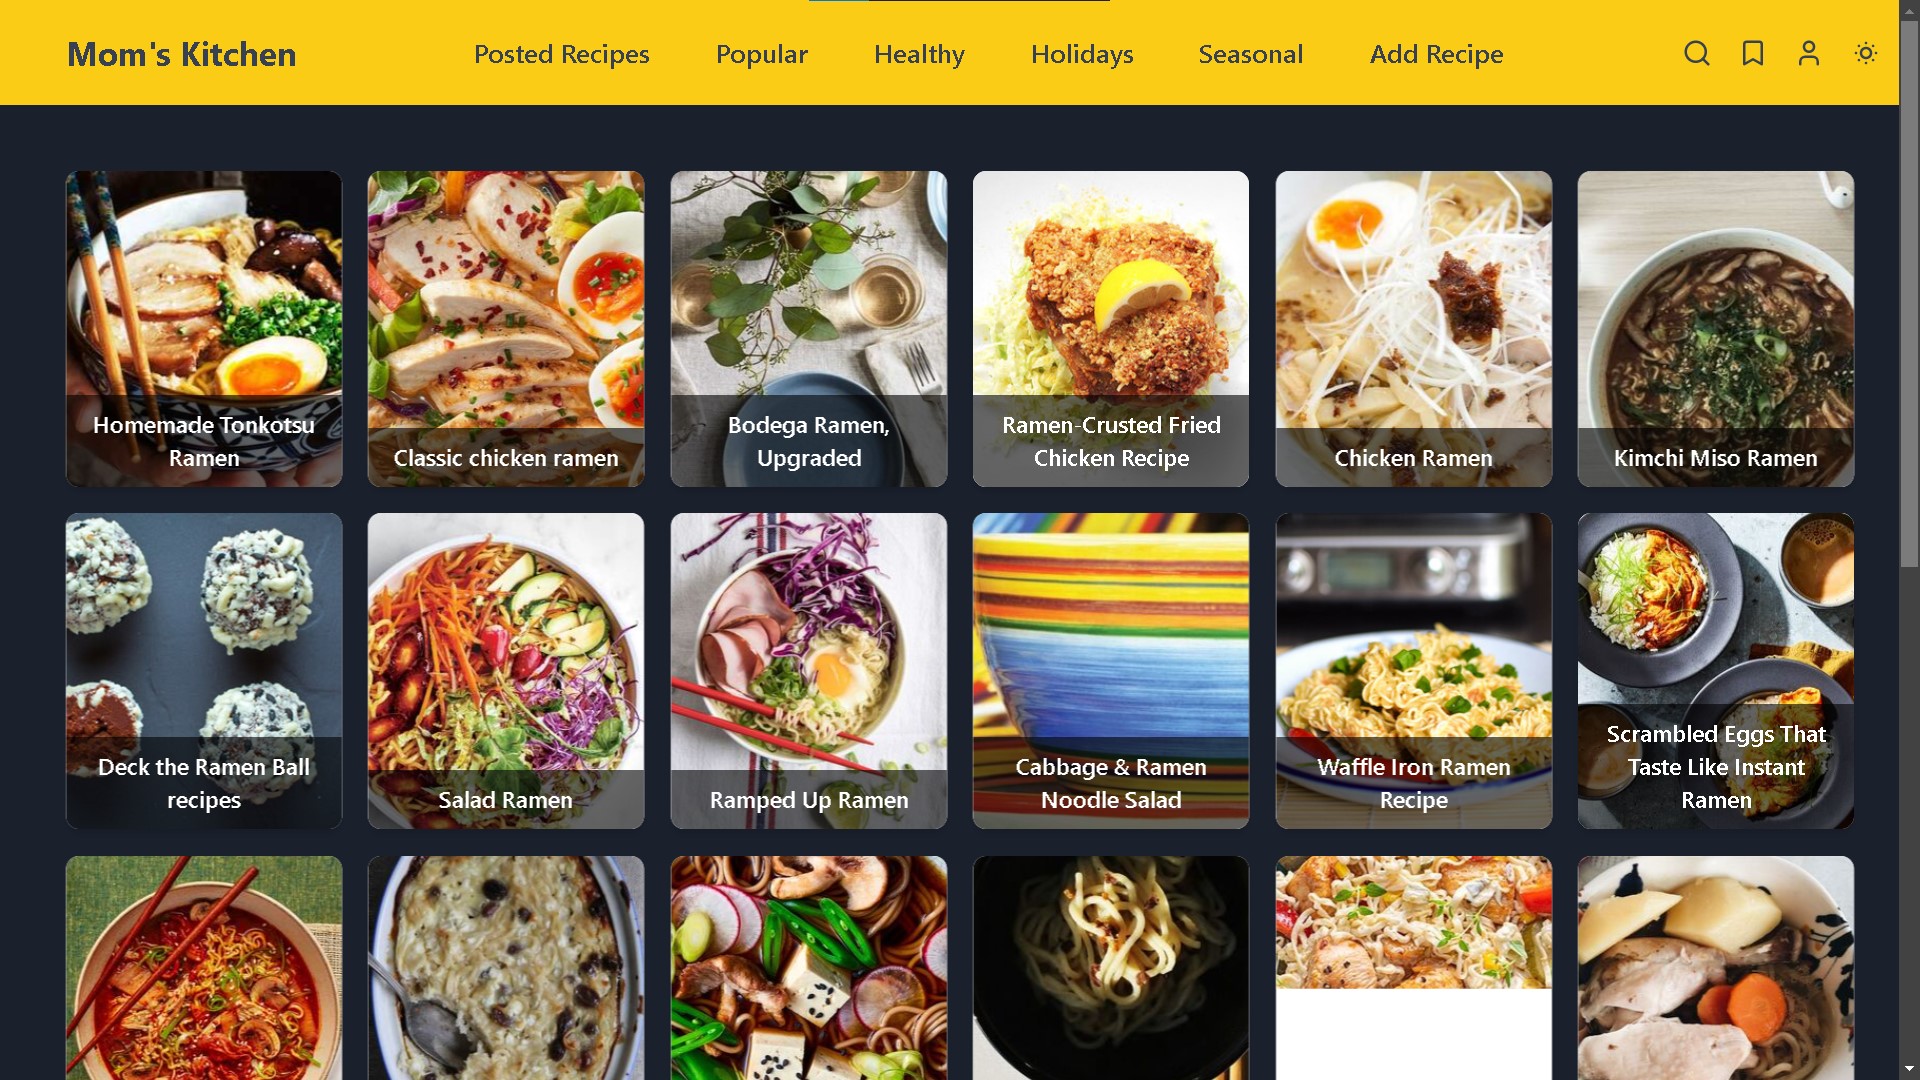 Mom's Kitchen
Posted Recipes
Popular
Healthy
Holidays
Seasonal
Add Recipe
Homemade Tonkotsu
Ramen
Classic chicken ramen
Bodega Ramen,
Upgraded
Ramen-Crusted Fried
Chicken Recipe
Chicken Ramen
Kimchi Miso Ramen
Deck the Ramen Ball
recipes
Salad Ramen
Ramped Up Ramen
Cabbage & Ramen
Noodle Salad
Waffle Iron Ramen
Recipe
Scrambled Eggs That
Taste Like Instant
Ramen